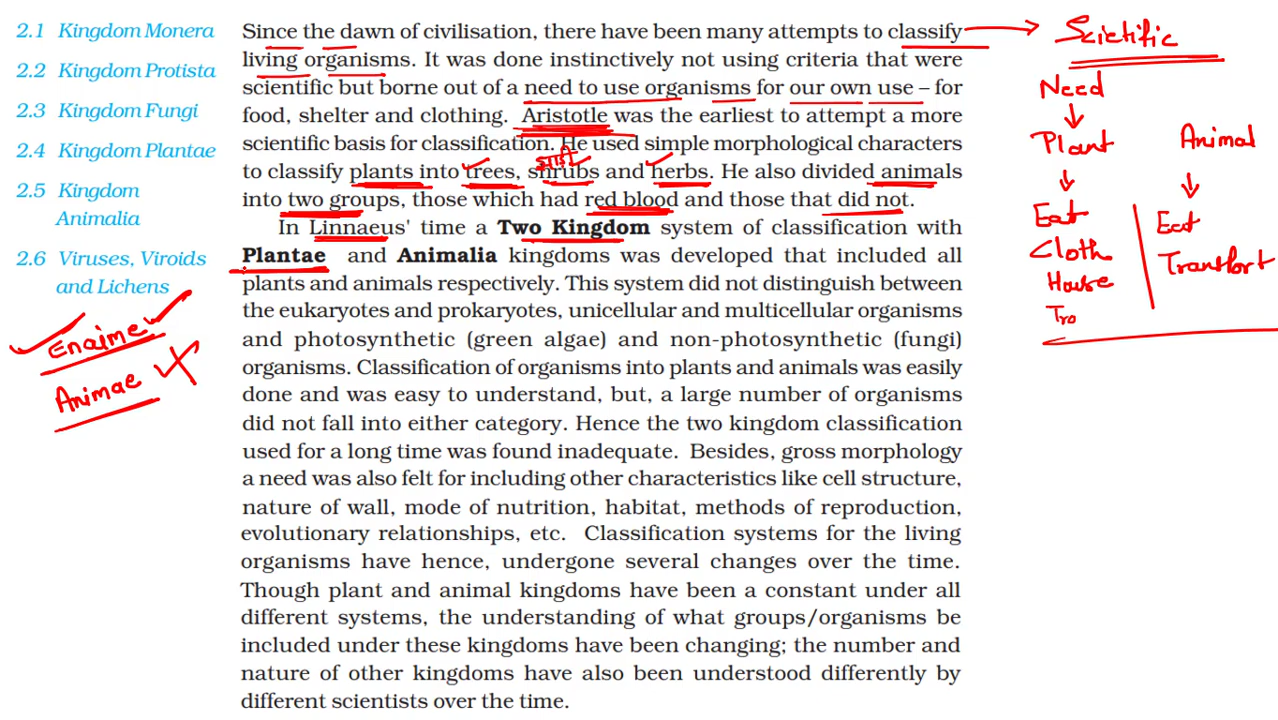 2.1 Kingdom Monera
2.2 Kingdom Protista
2.3 Kingdom Fungi
2.4 Kingdom Plantae
2.5 Kingdom
Animalia
2.6 Viruses, Viroids
and Lichens
Enaime
Animae
Since the dawn of civilisation, there have been many attempts to classify
living organisms. It was done instinctively not using criteria that were
scientific but borne out of a need to use organisms for our own use – for
food, shelter and clothing. Aristotle was the earliest to attempt a more
scientific basis for classification. He used simple morphological characters
झाड़ी
to classify plants into trees, shrubs and herbs. He also divided animals
into two groups, those which had red blood and those that did not.
In Linnaeus' time a Two Kingdom system of classification with
Plantae and Animalia kingdoms was developed that included all
plants and animals respectively. This system did not distinguish between
the eukaryotes and prokaryotes, unicellular and multicellular organisms
and photosynthetic (green algae) and non-photosynthetic (fungi)
organisms. Classification of organisms into plants and animals was easily
done and was easy to understand, but, a large number of organisms
did not fall into either category. Hence the two kingdom classification
used for a long time was found inadequate. Besides, gross morphology
a need was also felt for including other characteristics like cell structure,
nature of wall, mode of nutrition, habitat, methods of reproduction,
evolutionary relationships, etc. Classification systems for the living
organisms have hence, undergone several changes over the time.
Though plant and animal kingdoms have been a constant under all
different systems, the understanding of what groups/organisms be
included under these kingdoms have been changing; the number and
nature of other kingdoms have also been understood differently by
different scientists over the time.
Scietific
Need
Plant
Eat
Cloth
House
Tro
Animal
Eat
Transfort